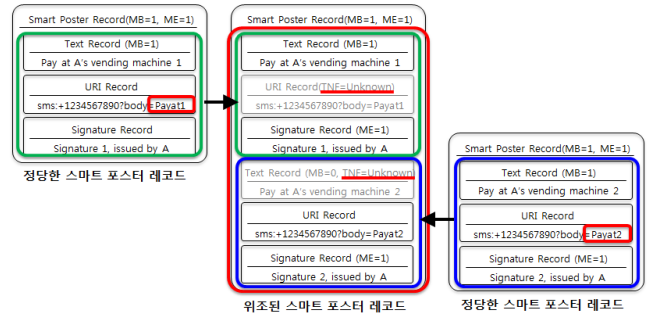 Smart Poster Record(MB=1, ME=1)
Text Record (MB=1)
Pay at A's vending machine 1
URI Record
sms:+1234567890?body=Payat1
Signature Record
Signature 1, issued by A
정당한 스마트 포스터 레코드
Smart Poster Record(MB=1, ME=1)
Text Record (MB=1)
Pay at A's vending machine 1
URI Record(TNF=Unknown)
sms:+1234567890?body=Payat1
Signature Record (ME=1)
Signature 1, issued by A
Text Record (MB=0, TNF=Unknown)
Pay at A's vending machine 2
URI Record
sms:+1234567890?body=Payat2
Signature Record (ME=1)
Signature 2, issued by A
위조된 스마트 포스터 레코드
Smart Poster Record(MB=1, ME=1)
Text Record (MB=1)
Pay at A's vending machine 2
URI Record
sms:+1234567890?body=Payat2
Signature Record (ME=1)
Signature 2, issued by A
정당한 스마트 포스터 레코드